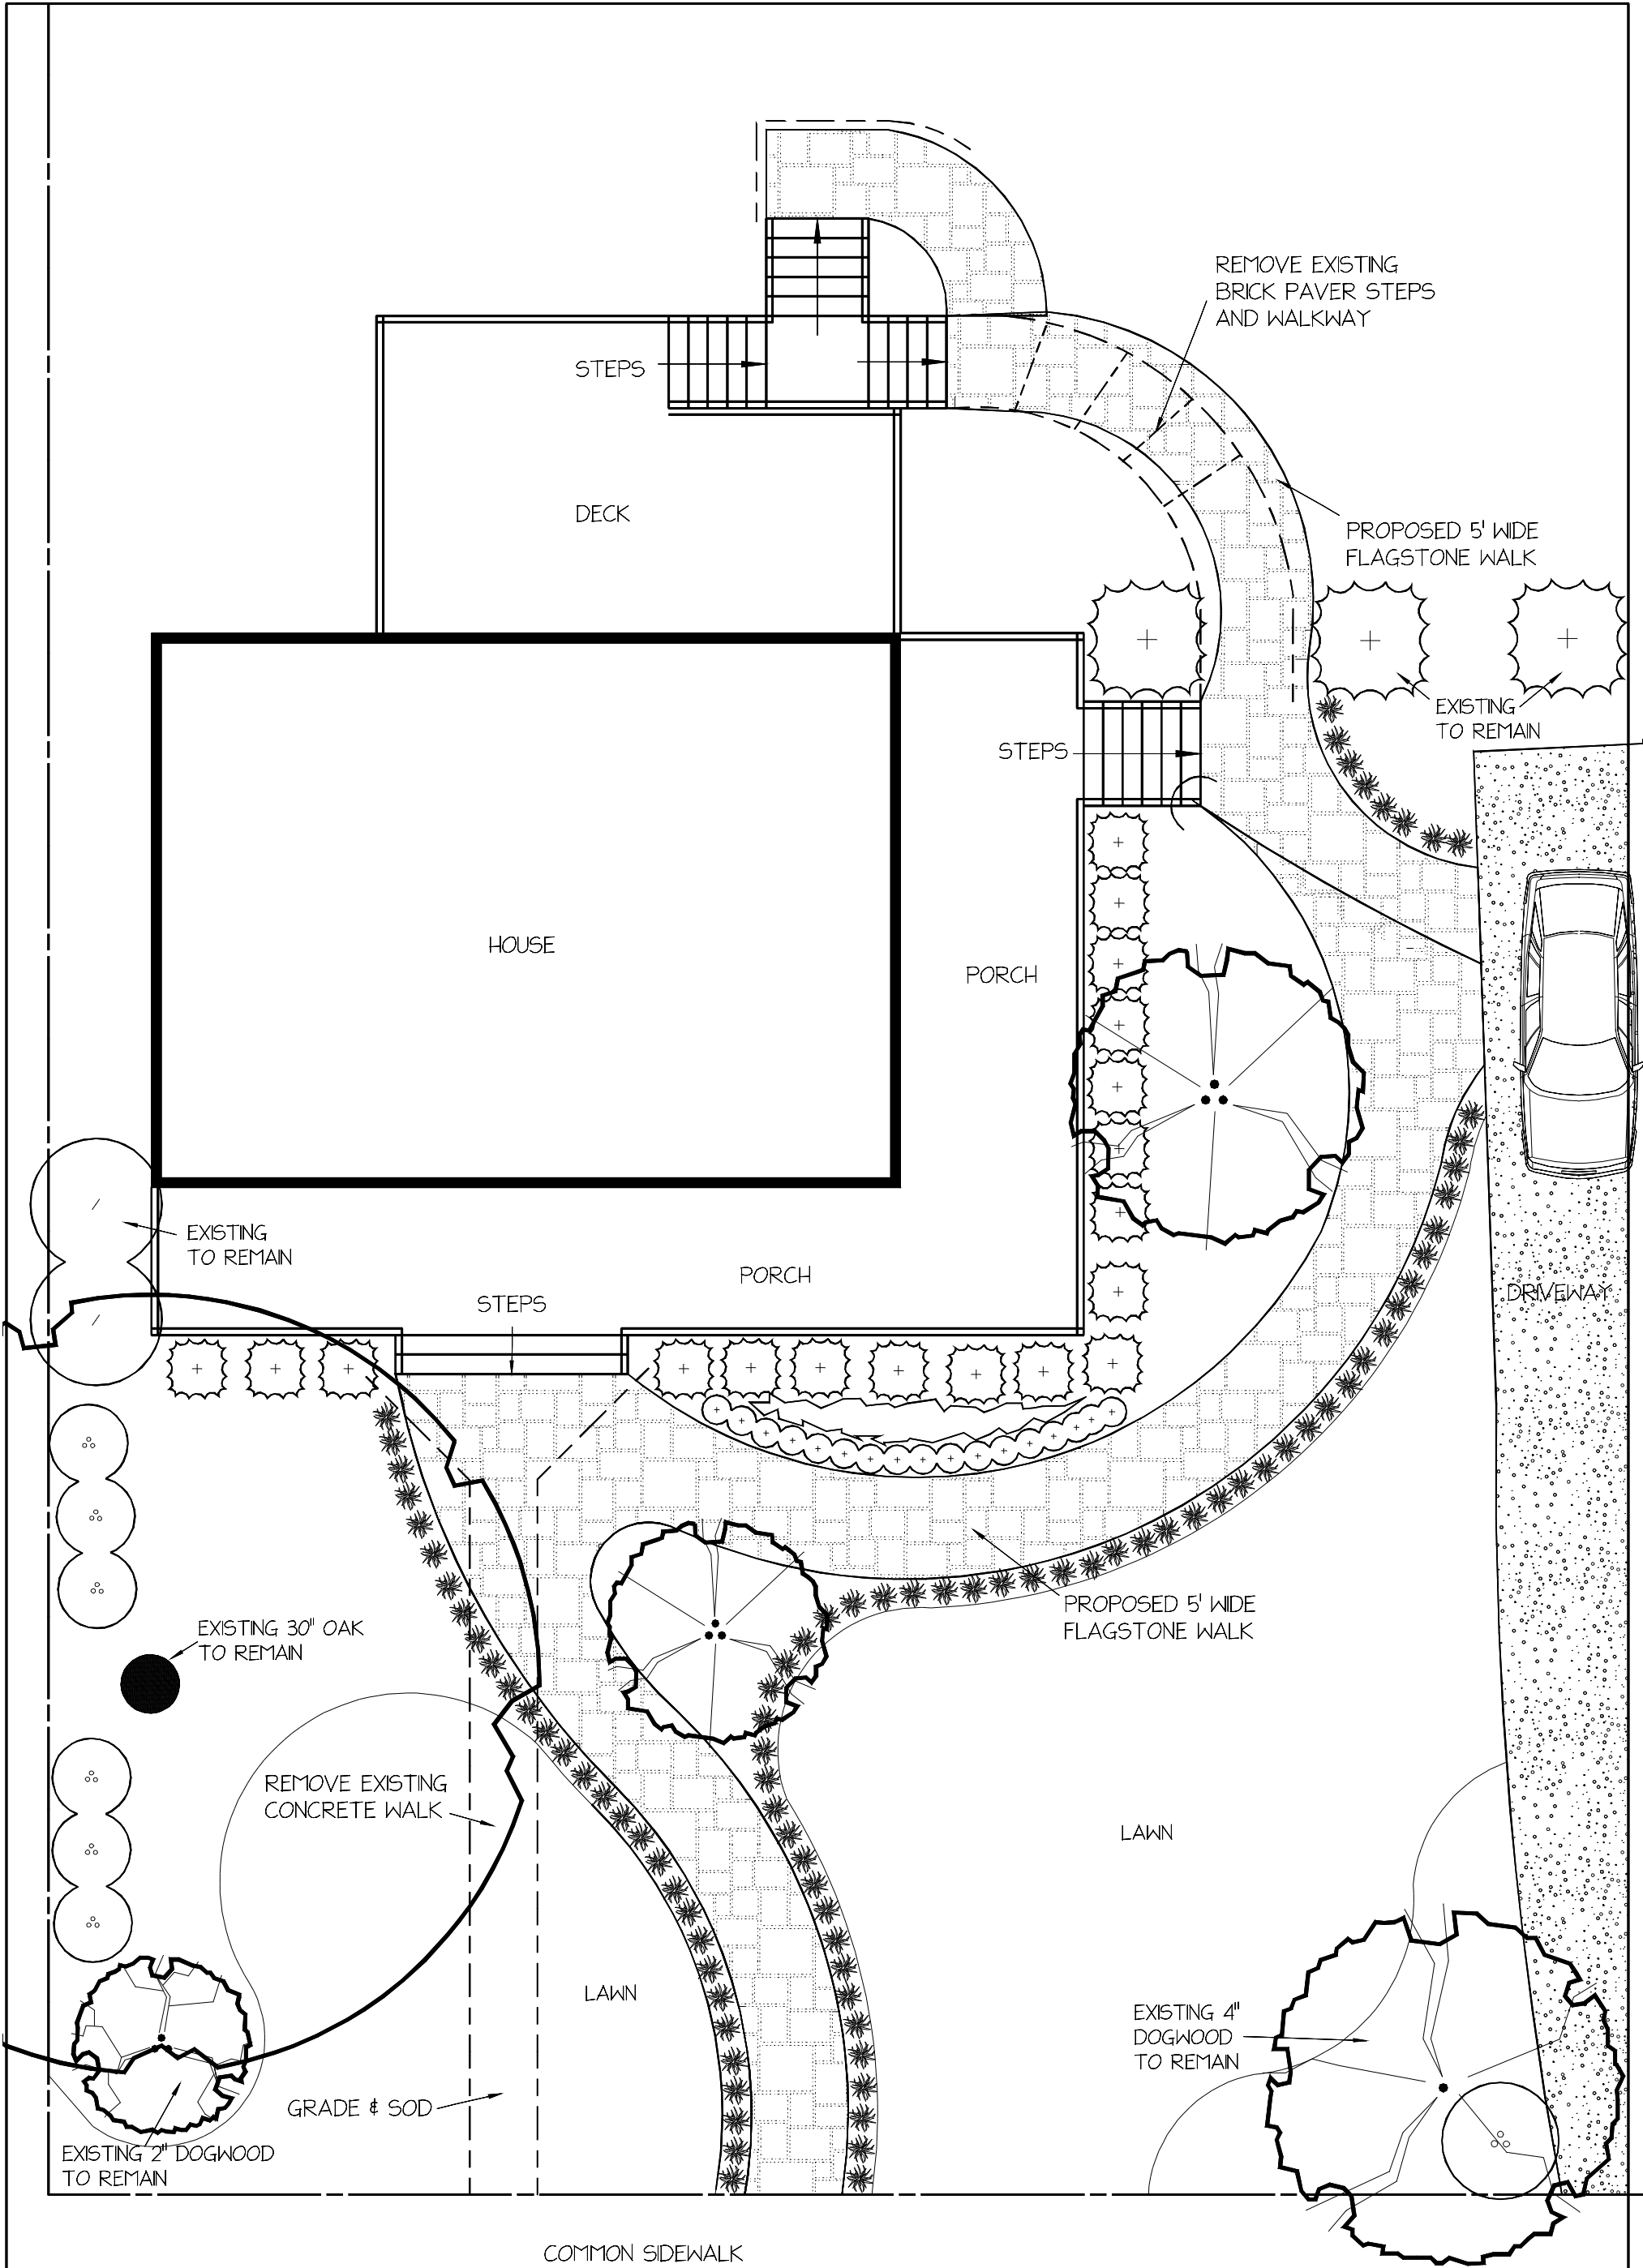 REMOVE EXISTING
BRICK PAVER STEPS
AND WALKWAY
STEPS
DECK
PROPOSED 5' WIDE
FLAGSTONE WALK
EXISTING
TO REMAIN
STEPS
HOUSE
PORCH
EXISTING
TO REMAIN
PORCH
DRIVEWAY
STEPS
PROPOSED 5' WIDE
FLAGSTONE WALK
EXISTING 30" OAK
TO REMAIN
REMOVE EXISTING
CONCRETE WALK
LAWN
LAWN
EXISTING 4"
DOGWOOD
TO REMAIN
GRADE & SOD
EXISTING 2" DOGWOOD
TO REMAIN
COMMON SIDEWALK